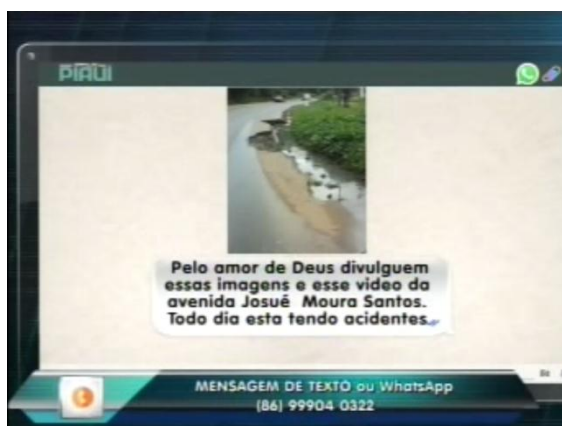 PIAUÍ
Pelo amor de Deus divulguem
essas imagens e esse video da
avenida Josué Moura Santos.
Todo dia esta tendo acidentes
MENSAGEM DE TEXTO ou WhatsApp
(86) 99904 0322